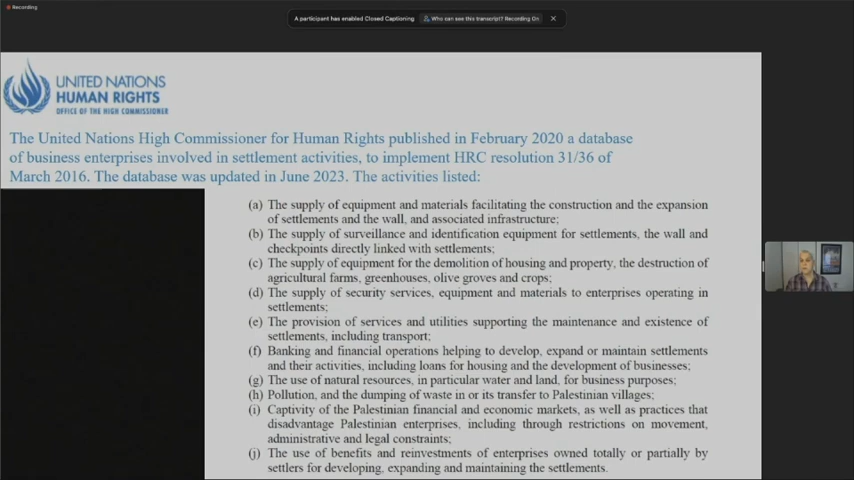 Recording
A participant has enabled Closed Captioning
Who can see this transcript? Recording On
UNITED NATIONS
HUMAN RIGHTS
OFFICE OF THE HIGH COMMISSIONER
The United Nations High Commissioner for Human Rights published in February 2020 a database
of business enterprises involved in settlement activities, to implement HRC resolution 31/36 of
March 2016. The database was updated in June 2023. The activities listed:
(a) The supply of equipment and materials facilitating the construction and the expansion
of settlements and the wall, and associated infrastructure;
(b) The supply of surveillance and identification equipment for settlements, the wall and
checkpoints directly linked with settlements;
(c) The supply of equipment for the demolition of housing and property, the destruction of
agricultural farms, greenhouses, olive groves and crops;
(d) The supply of security services, equipment and materials to enterprises operating in
settlements;
(e) The provision of services and utilities supporting the maintenance and existence of
settlements, including transport;
(f) Banking and financial operations helping to develop, expand or maintain settlements
and their activities, including loans for housing and the development of businesses;
(g) The use of natural resources, in particular water and land, for business purposes;
(h) Pollution, and the dumping of waste in or its transfer to Palestinian villages;
(i) Captivity of the Palestinian financial and economic markets, as well as practices that
disadvantage Palestinian enterprises, including through restrictions on movement,
administrative and legal constraints;
(j) The use of benefits and reinvestments of enterprises owned totally or partially by
settlers for developing, expanding and maintaining the settlements.